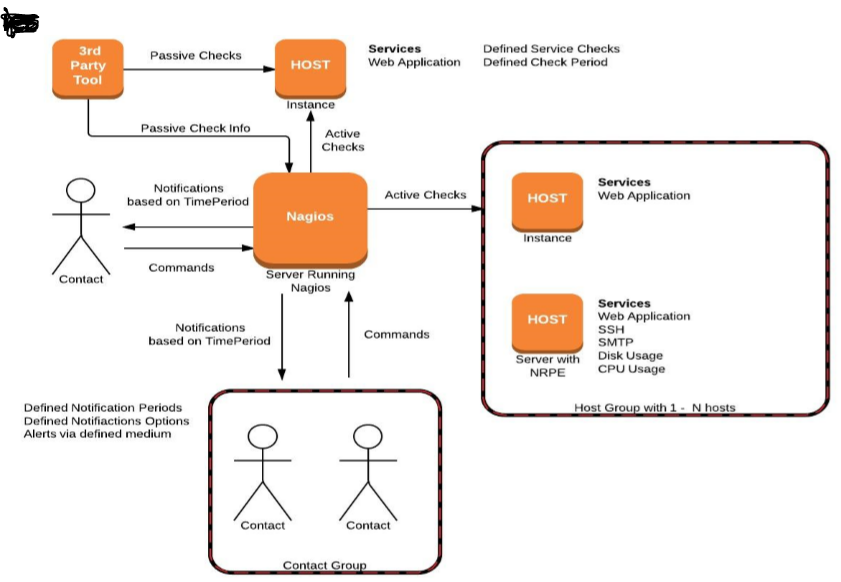 3rd
Party
Tool
Passive Checks
HOST
Instance
Services
Web Application
Defined Service Checks
Defined Check Period
Passive Check Info
Active
Checks
Notifications
based on TimePeriod
Nagios
Active Checks
Contact
Commands
Server Running
Nagios
HOST
Instance
Services
Web Application
HOST
Server with
NRPE
Services
Web Application
SSH
SMTP
Disk Usage
CPU Usage
Host Group with 1 - N hosts
Notifications
based on TimePeriod
Commands
Defined Notification Periods
Defined Notifiactions Options
Alerts via defined medium
Contact
Contact
Contact Group